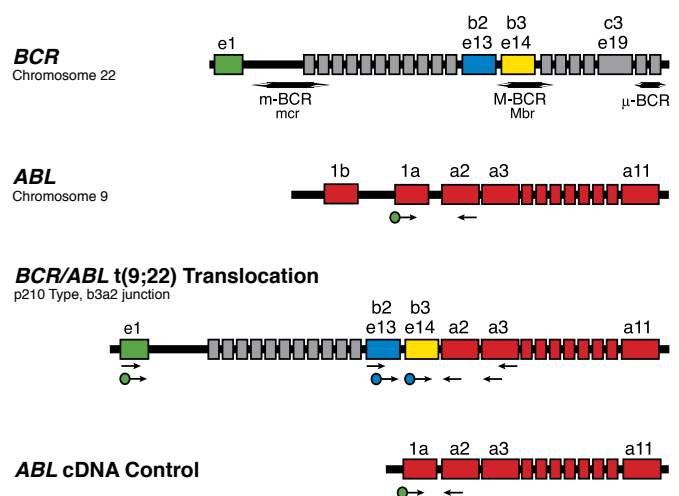 b2 b3 c3
e1 e13 e14 e19
BCR
Chromosome 22
m-BCR M-BCR µ-BCR
mcr Mbr
ABL
Chromosome 9
1b 1a a2 a3 a11
BCR/ABL t(9;22) Translocation
p210 Type, b3a2 junction
b2 b3
e1 e13 e14 a2 a3 a11
1a a2 a3 a11
ABL cDNA Control